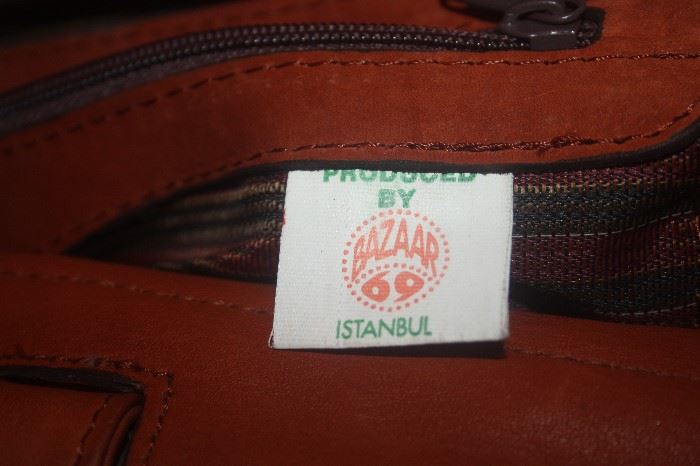 PRODUCED
BY
BAZAAR
69
ISTANBUL